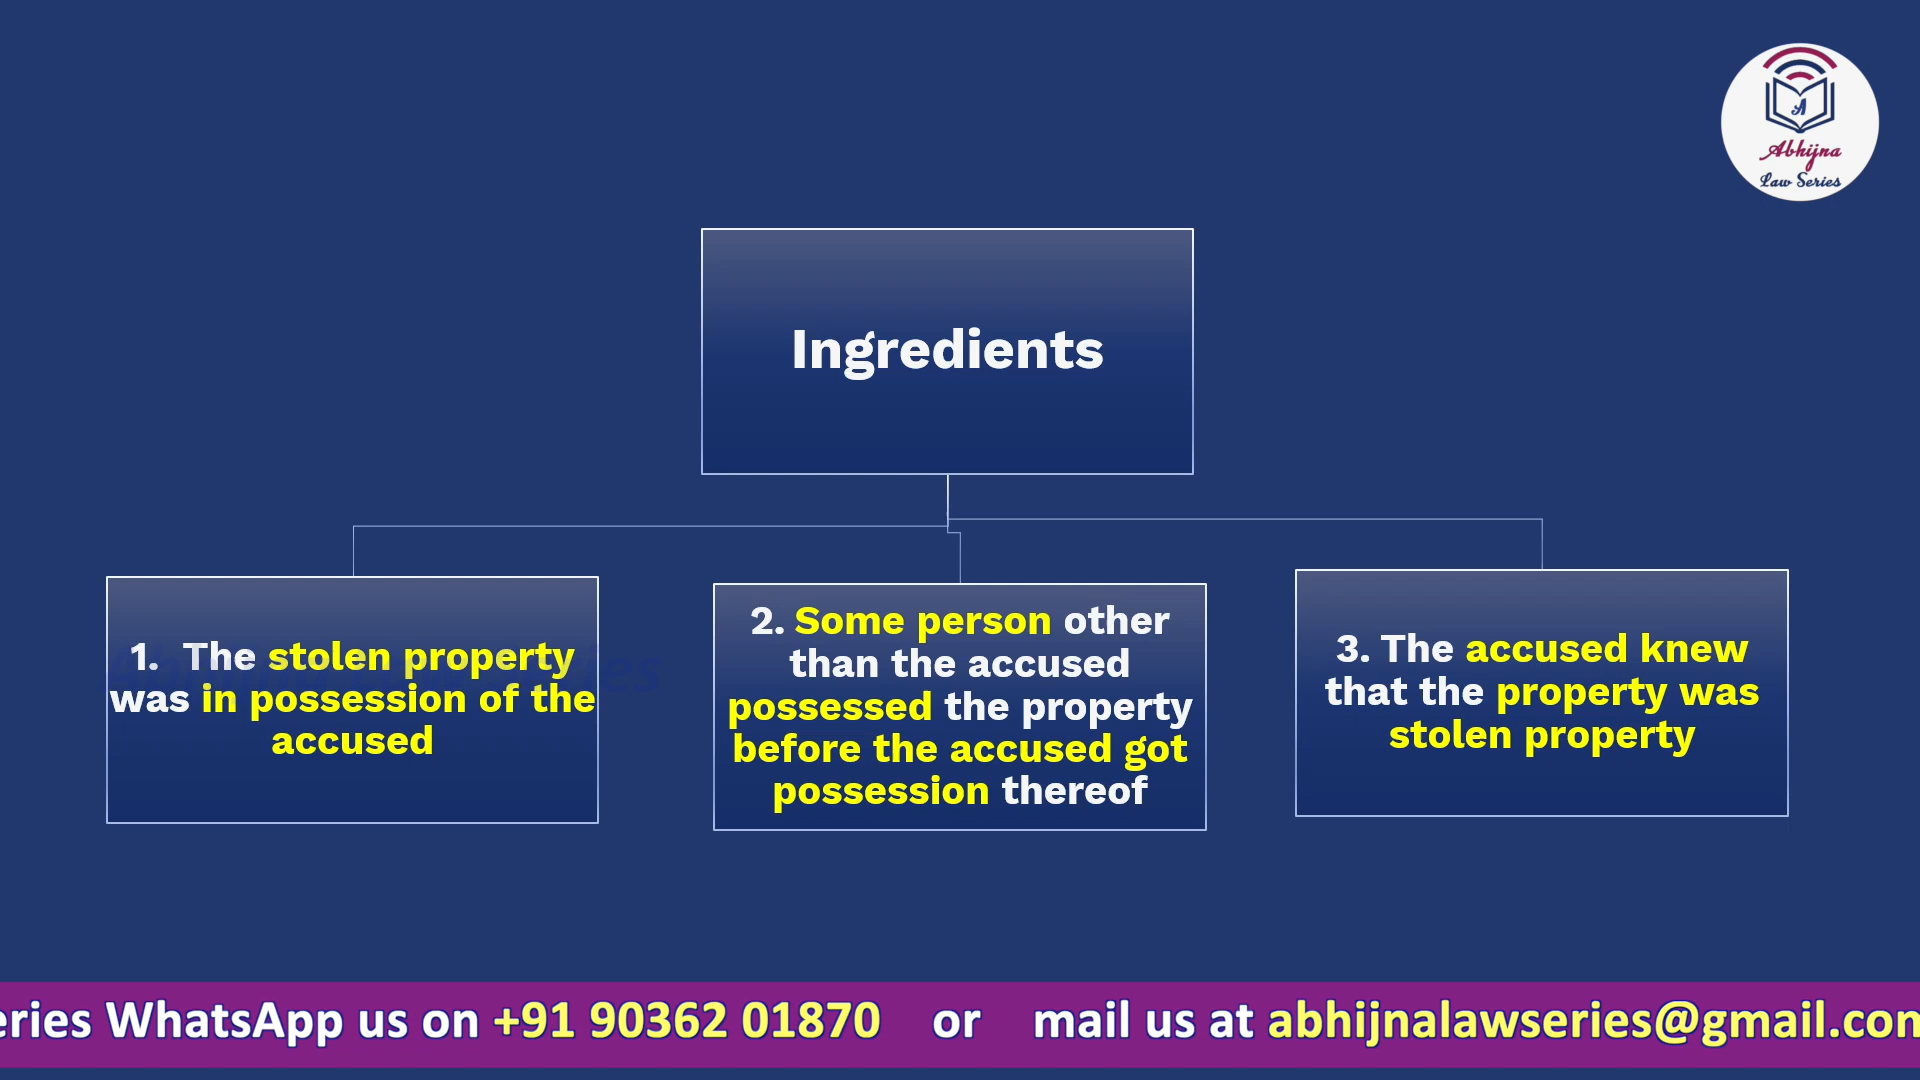 A
Abhijna
Law Series
Ingredients
1. The stolen property
was in possession of the
accused
2. Some person other
than the accused
possessed the property
before the accused got
possession thereof
3. The accused knew
that the property was
stolen property
eries WhatsApp us on +91 90362 01870 or mail us at abhijnalawseries@gmail.com